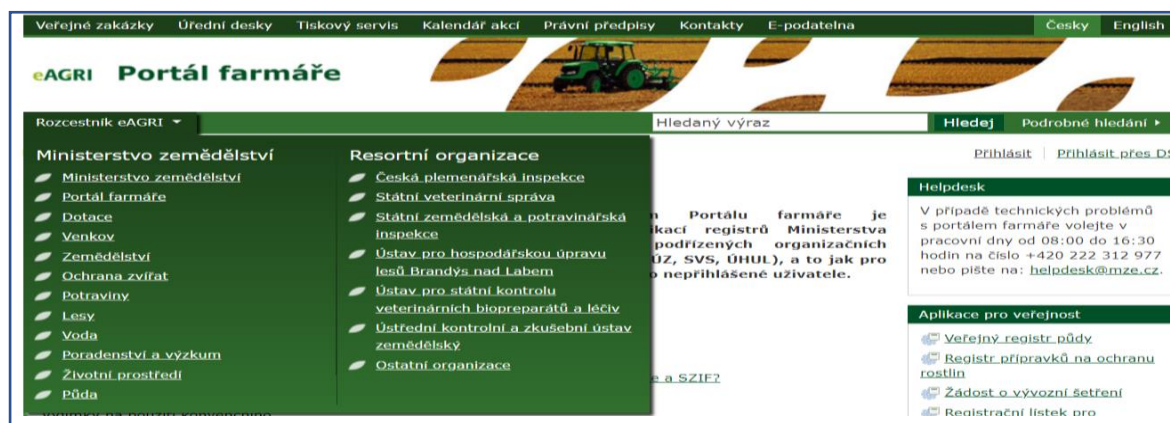 Veřejné zakázky Úřední desky Tiskový servis Kalendář akcí Právní předpisy Kontakty E-podatelna Česky English
eAGRI Portál farmáře
Rozcestník eAGRI Hledaný výraz Hledej Podrobné hledání
Ministerstvo zemědělství
Ministerstvo zemědělství
Portál farmáře
Dotace
Venkov
Zemědělství
Ochrana zvířat
Potraviny
Lesy
Voda
Poradenství a výzkum
Životní prostředí
Půda
Resortní organizace
Česká plemenářská inspekce
Státní veterinární správa
Státní zemědělská a potravinářská
inspekce
Ústav pro hospodářskou úpravu
lesů Brandýs nad Labem
Ústav pro státní kontrolu
veterinárních biopreparátů a léčiv
Ústřední kontrolní a zkušební ústav
zemědělský
Ostatní organizace
Portálu farmáře je
registrů Ministerstva
podřízených organizačních
ÚZ, SVS, ÚHUL), a to jak pro
nepřihlášené uživatele.
e a SZIF?
Přihlásit Přihlásit přes DS
Helpdesk
V případě technických problémů
s portálem farmáře volejte v
pracovní dny od 08:00 do 16:30
hodin na číslo +420 222 312 977
nebo pište na: helpdesk@mze.cz.
Aplikace pro veřejnost
Veřejný registr půdy
Registr přípravků na ochranu
rostlin
Žádost o vývozní šetření
Registrační lístek pro